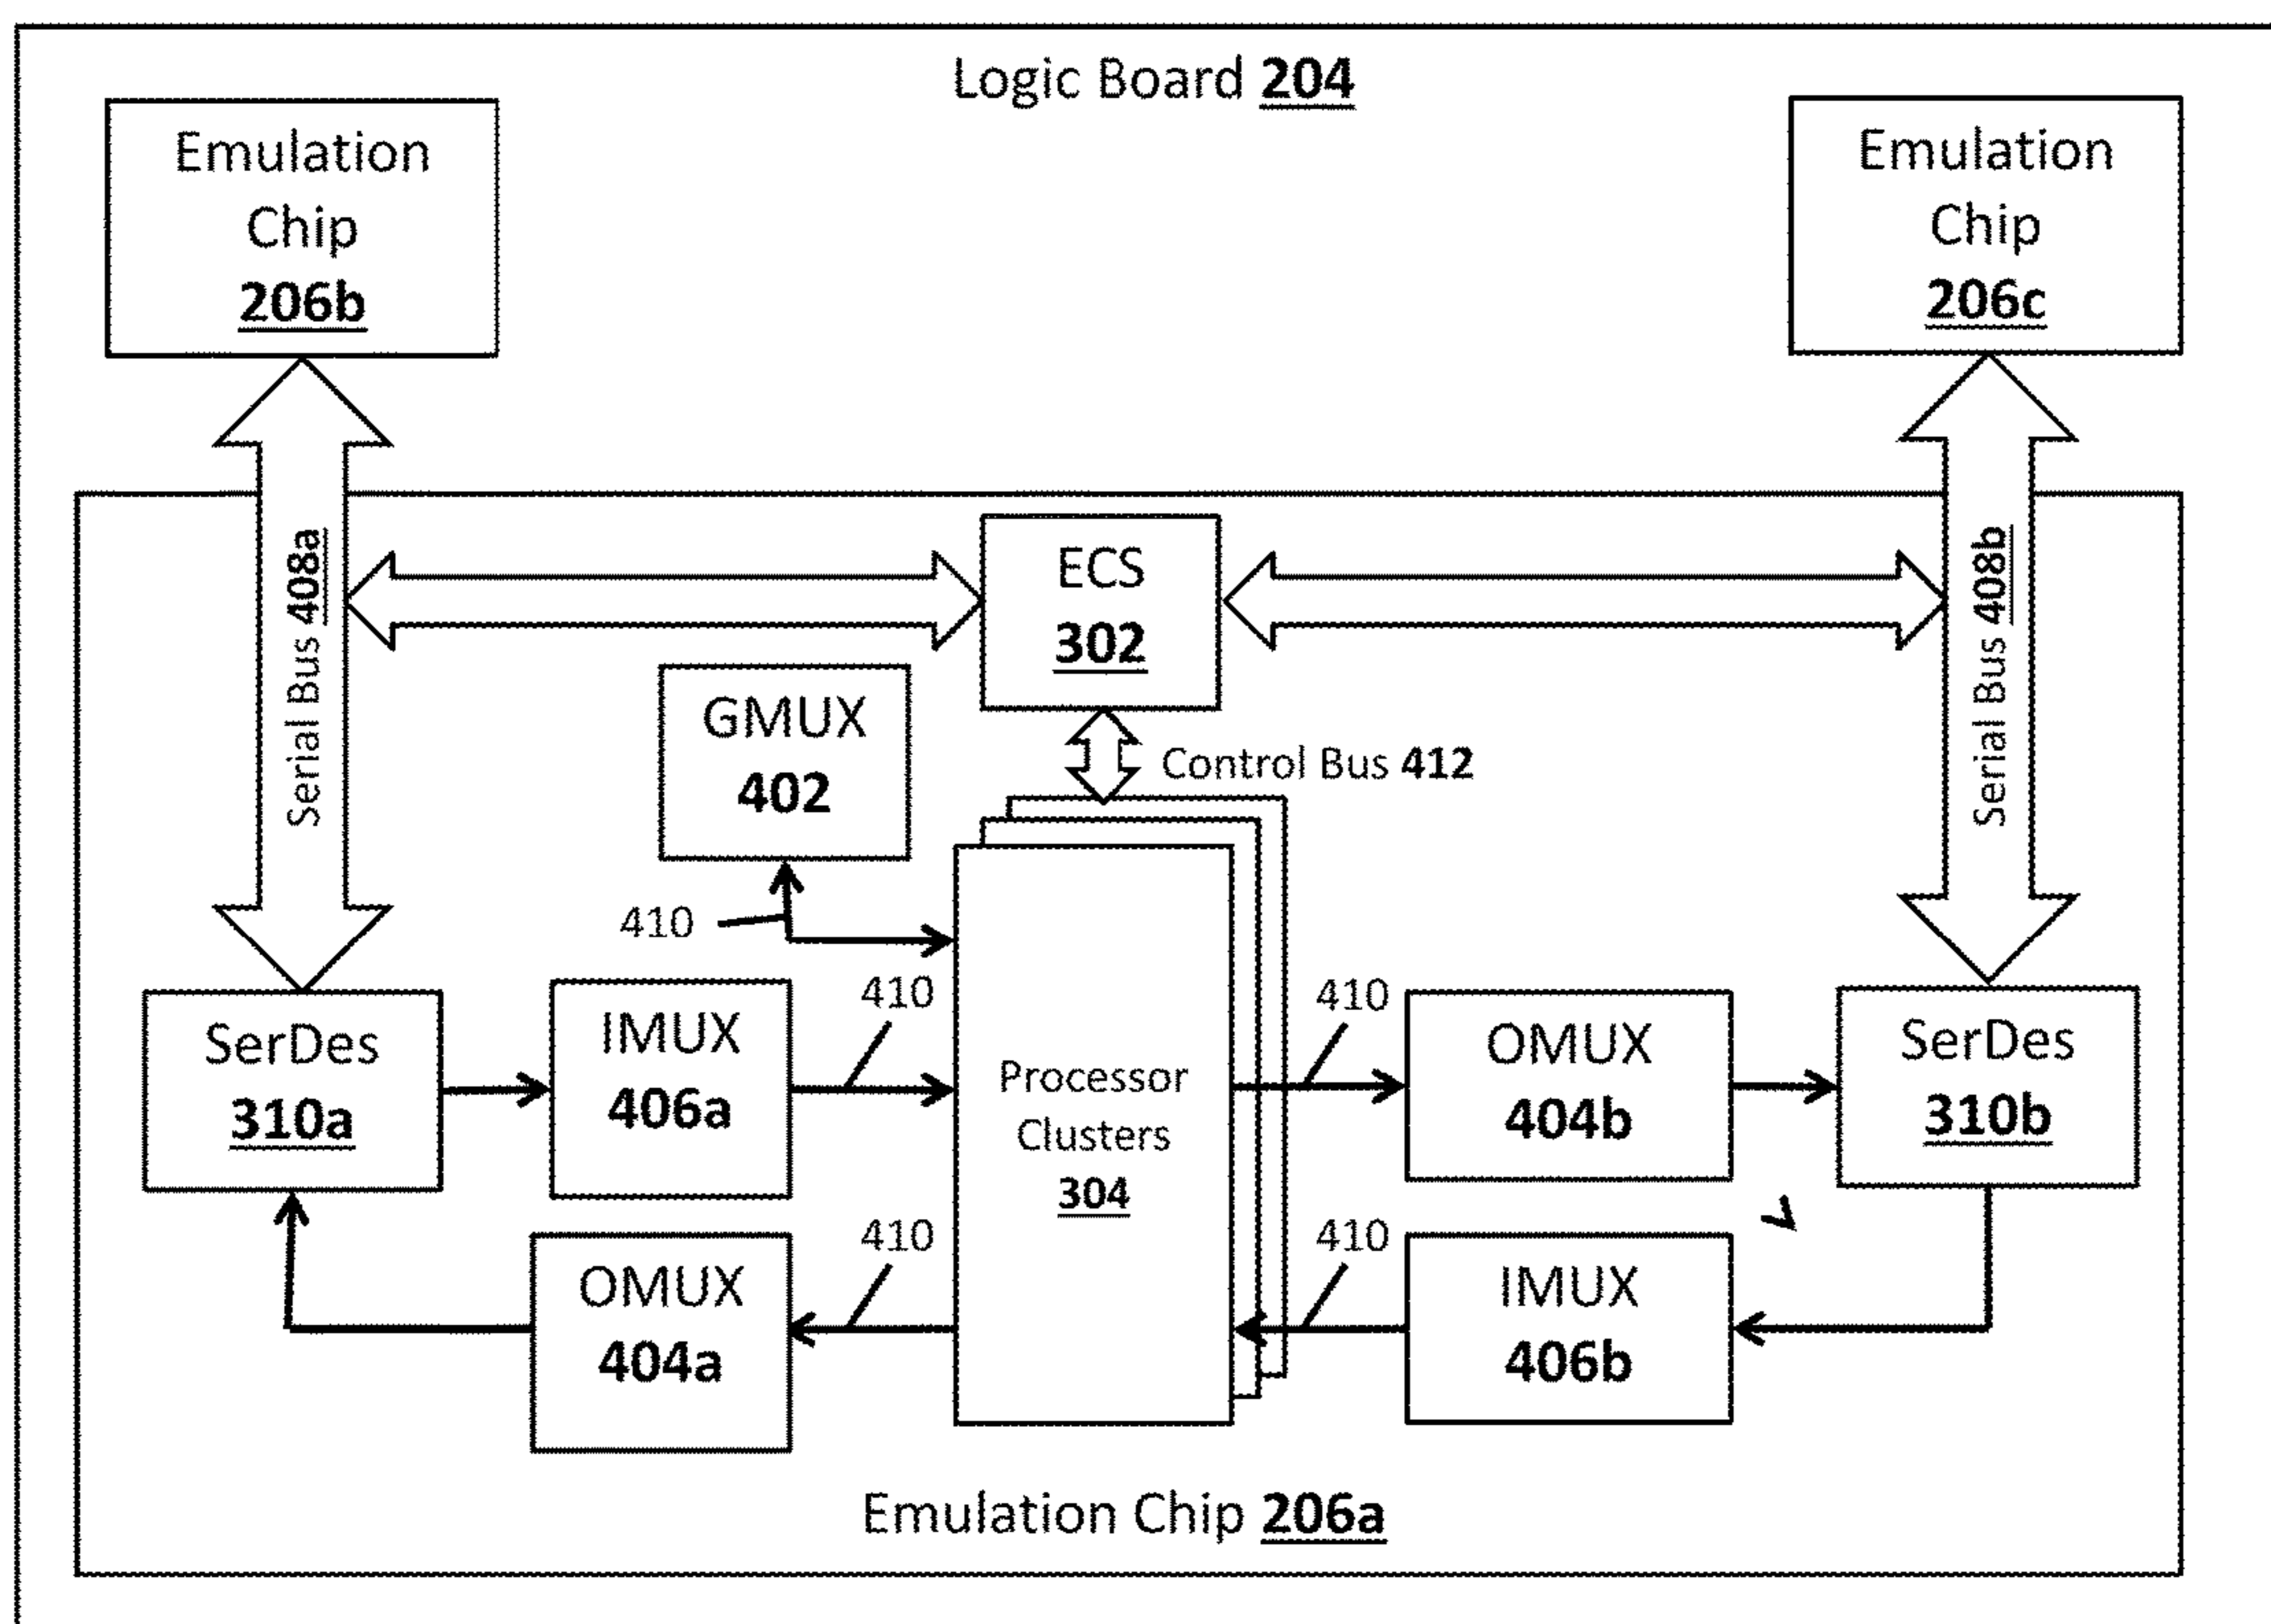 Logic Board 204
Emulation
Chip
206b
Emulation
Chip
206c
Serial Bus 408a
ECS
302
Serial Bus 408b
GMUX
402
Control Bus 412
410
SerDes
310a
IMUX
406a
410
Processor
Clusters
304
410
OMUX
404b
SerDes
310b
OMUX
404a
410
410
IMUX
406b
Emulation Chip 206a